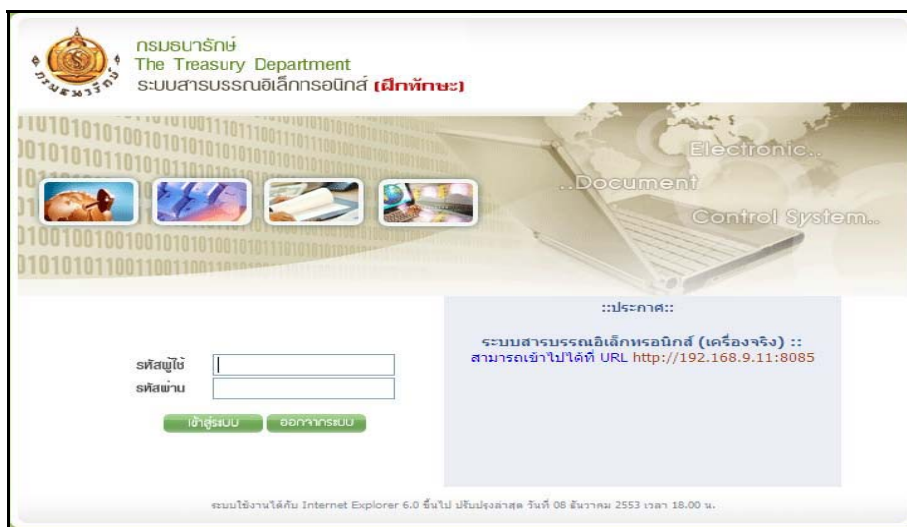 กรมธนารักษ์
The Treasury Department
ระบบสารบรรณอิเล็กทรอนิกส์ (ฝึกทักษะ)
กรมธนารักษ์
Electronic..
..Document
Control System..
::ประกาศ::
ระบบสารบรรณอิเล็กทรอนิกส์ (เครื่องจริง) ::
สามารถเข้าไปได้ที่ URL http://192.168.9.11:8085
รหัสผู้ใช้
รหัสผ่าน
เข้าสู่ระบบ ออกจากระบบ
ระบบใช้งานได้กับ Internet Explorer 6.0 ขึ้นไป ปรับปรุงล่าสุด วันที่ 08 ธันวาคม 2553 เวลา 18.00 น.